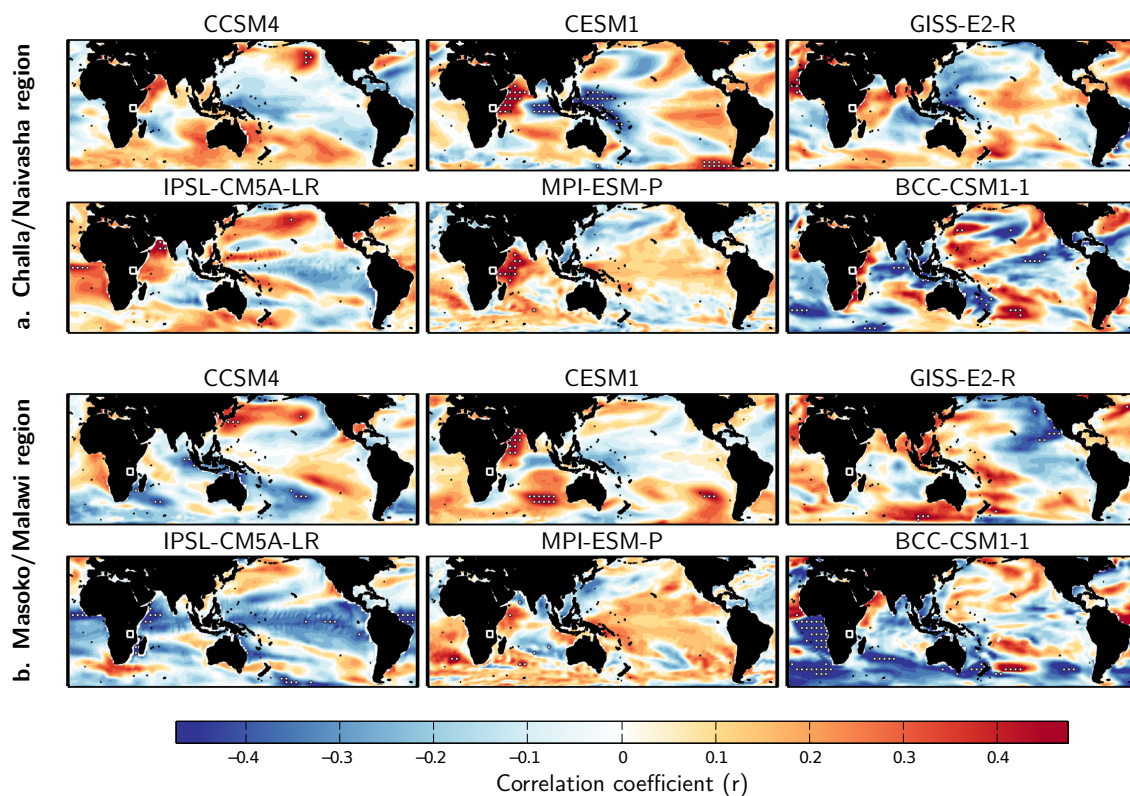 CCSM4 CESM1 GISS-E2-R
a. Challa/Naivasha region
IPSL-CM5A-LR MPI-ESM-P BCC-CSM1-1
CCSM4 CESM1 GISS-E2-R
b. Masoko/Malawi region
IPSL-CM5A-LR MPI-ESM-P BCC-CSM1-1
−0.4 −0.3 −0.2 −0.1 0 0.1 0.2 0.3 0.4
Correlation coefficient (r)